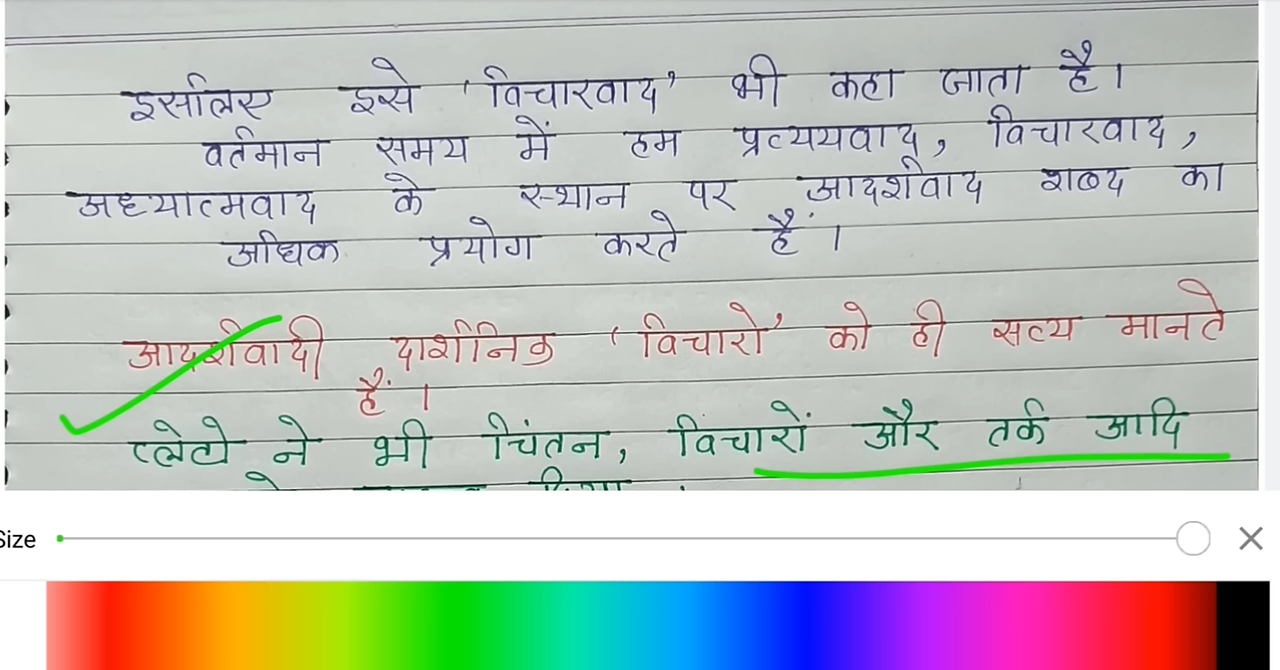 इसलिए इसे 'विचारवाद' भी कहा जाता है।
वर्तमान समय में हम प्रत्ययवाद, विचारवाद,
अध्यात्मवाद के स्थान पर आदर्शवाद शब्द का
अधिक प्रयोग करते हैं।
आदर्शवादी दार्शनिक 'विचारो' को ही सत्य मानते
हैं।
प्लेटो ने भी चिंतन, विचारों और तर्क आदि
Size